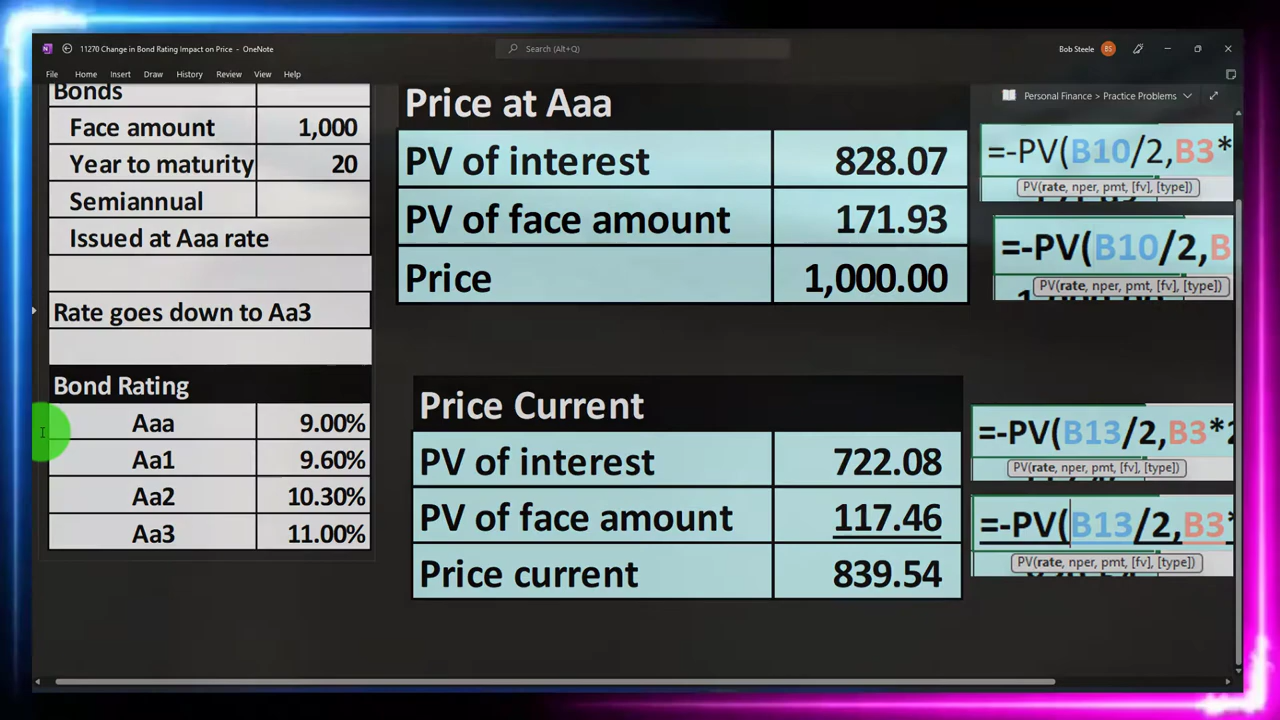 11270 Change in Bond Rating Impact on Price - OneNote
Search (Alt+Q)
Bob Steele
BS
File Home Insert Draw History Review View Help
Personal Finance > Practice Problems
Bonds
Face amount 1,000
Year to maturity 20
Semiannual
Issued at Aaa rate
Rate goes down to Aa3
Bond Rating
Aaa 9.00%
Aa1 9.60%
Aa2 10.30%
Aa3 11.00%
Price at Aaa
PV of interest 828.07
PV of face amount 171.93
Price 1,000.00
Price Current
PV of interest 722.08
PV of face amount 117.46
Price current 839.54
=-PV(B10/2,B3*
PV(rate, nper, pmt, [fv], [type])
=-PV(B10/2,B
PV(rate, nper, pmt, [fv], [type])
=-PV(B13/2,B3*2
PV(rate, nper, pmt, [fv], [type])
=-PV(B13/2,B3*
PV(rate, nper, pmt, [fv], [type])